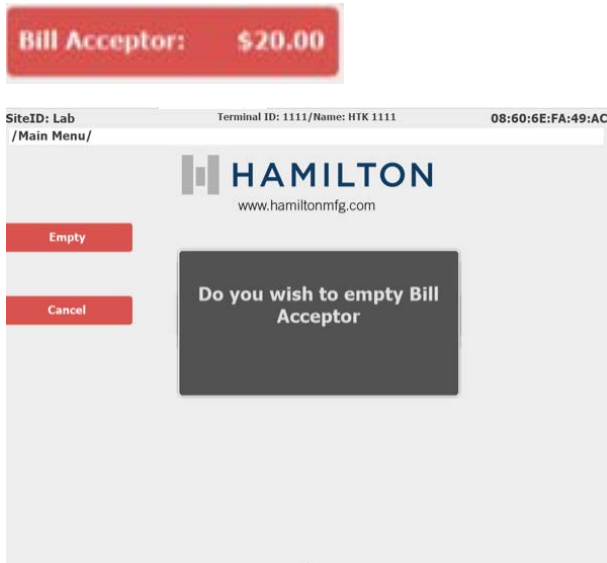 Bill Acceptor: $20.00
SiteID: Lab Terminal ID: 1111/Name: HTK 1111 08:60:6E:FA:49:AC
/Main Menu/
HAMILTON
www.hamiltonmfg.com
Empty
Do you wish to empty Bill
Acceptor
Cancel